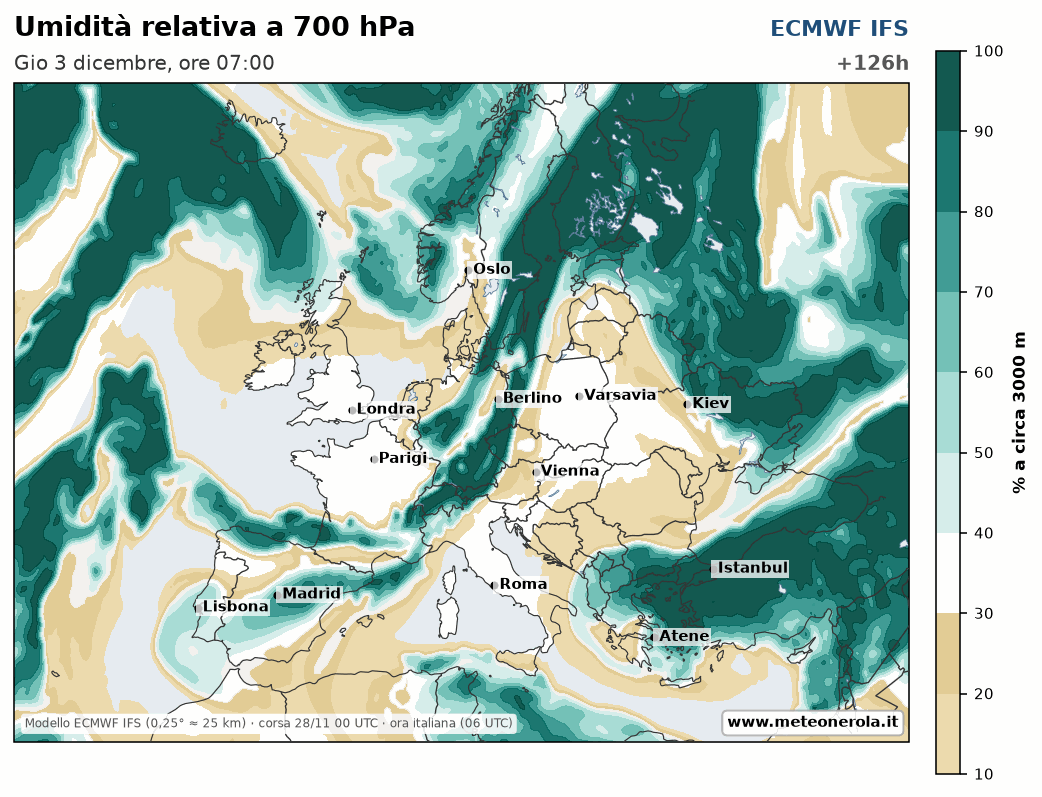 Umidità relativa a 700 hPa
ECMWF IFS
Gio 3 dicembre, ore 07:00
+126h
100
90
80
70
60
50
40
30
20
10
% a circa 3000 m
Oslo
Berlino
Varsavia
Kiev
Londra
Parigi
Vienna
Istanbul
Roma
Madrid
Lisbona
Atene
Modello ECMWF IFS (0,25° ≈ 25 km) · corsa 28/11 00 UTC · ora italiana (06 UTC)
www.meteonerola.it